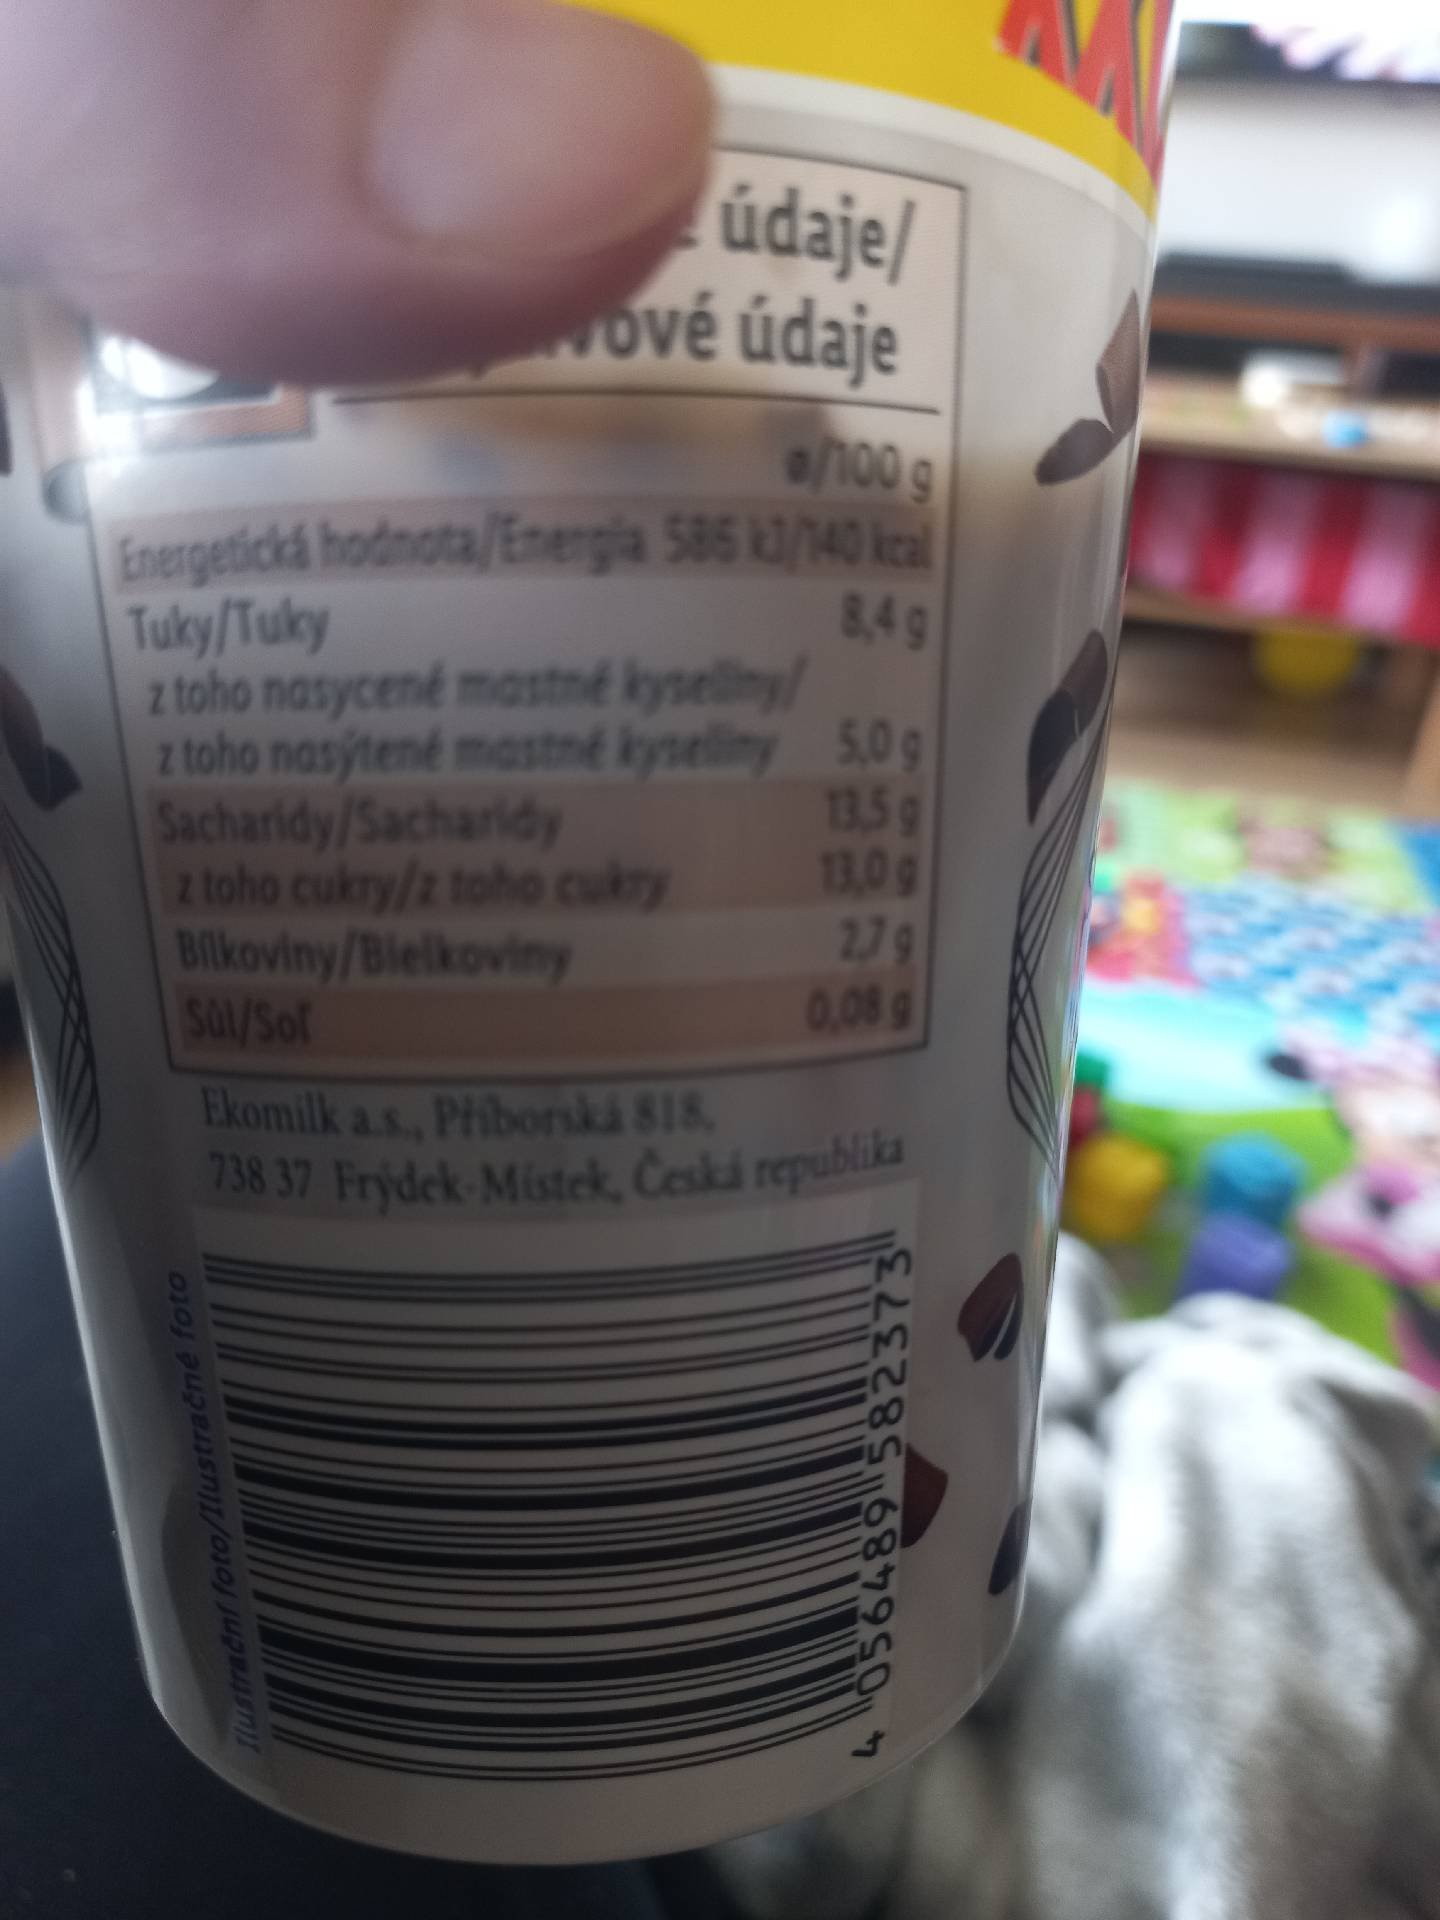 údaje/
údaje
ø/100 g
Energetická hodnota/Energia 586 kJ/140 kcal
Tuky/Tuky 8,4 g
z toho nasycené mastné kyseliny/
z toho nasýtené mastné kyseliny 5,0 g
Sacharidy/Sacharidy 13,5 g
z toho cukry/z toho cukry 13,0 g
Bílkoviny/Bielkoviny 2,7 g
Sůl/Soľ 0,08 g
Ekomilk a.s., Příborská 818,
738 37 Frýdek-Místek, Česká republika
Ilustrační foto/Ilustračné foto
4 056489 582373